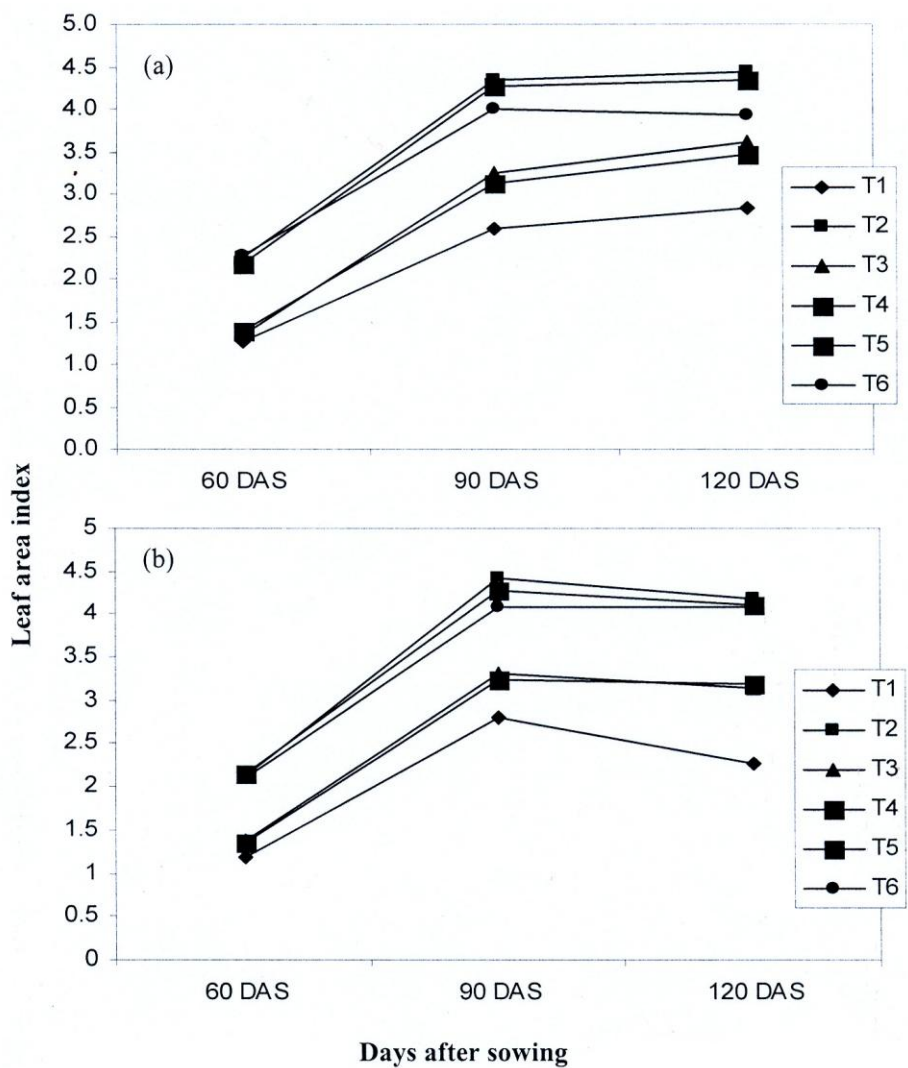 5.0
(a)
4.5
4.0
3.5
3.0
2.5
2.0
1.5
1.0
0.5
0.0
T1
T2
T3
T4
T5
T6
60 DAS 90 DAS 120 DAS
Leaf area index
5
(b)
4.5
4
3.5
3
2.5
2
1.5
1
0.5
0
T1
T2
T3
T4
T5
T6
60 DAS 90 DAS 120 DAS
Days after sowing